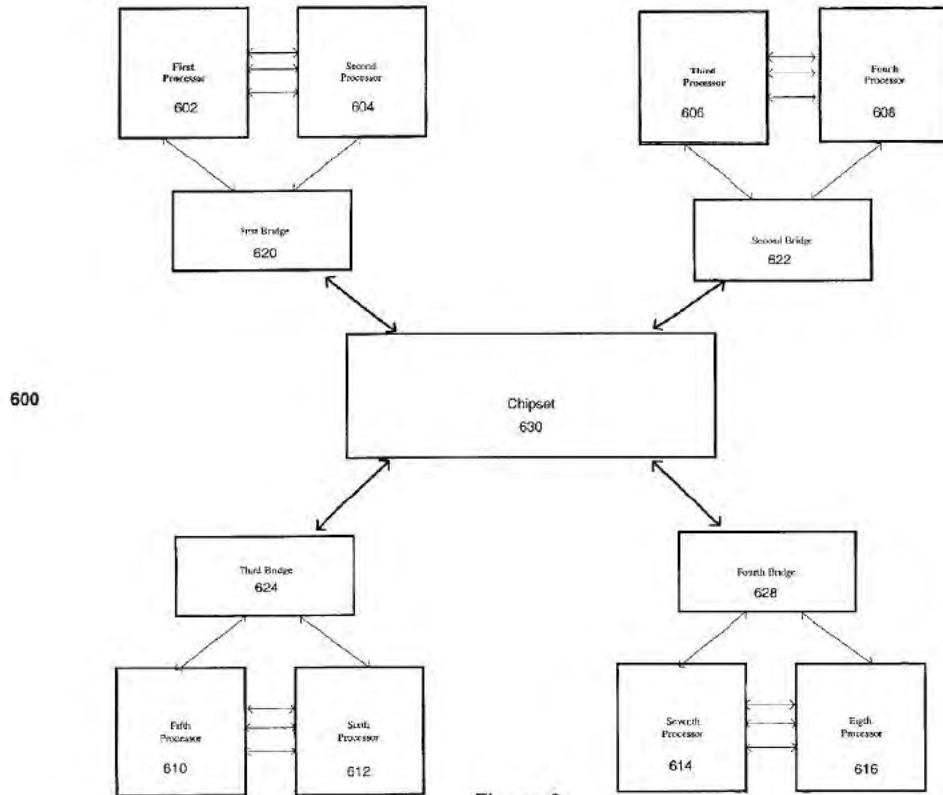 First
Processor
602
Second
Processor
604
Third
Processor
606
Fourth
Processor
608
First Bridge
620
Second Bridge
622
600
Chipset
630
Third Bridge
624
Fourth Bridge
628
Fifth
Processor
610
Sixth
Processor
612
Seventh
Processor
614
Eigth
Processor
616